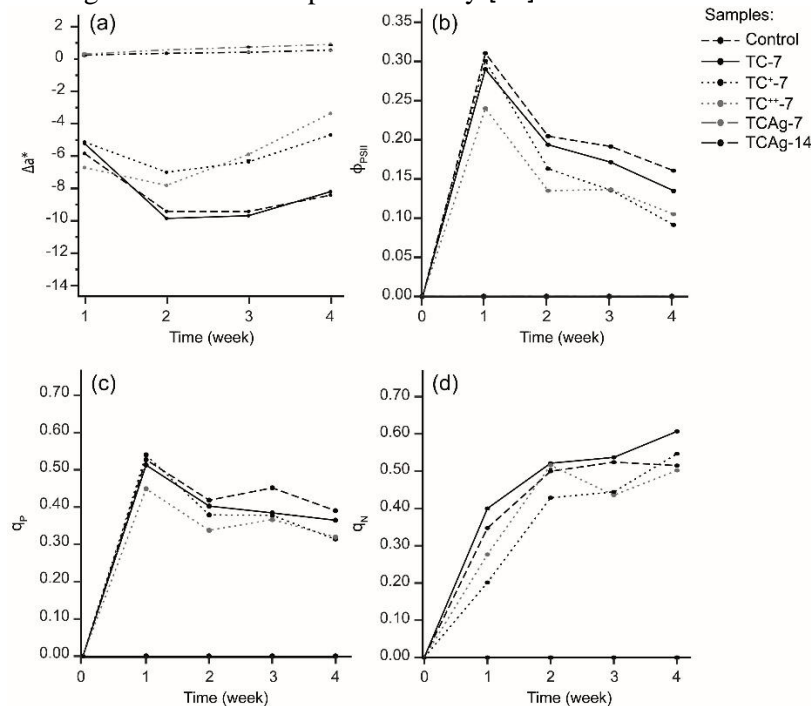 (a)
2
0
-2
-4
-6
-8
-10
-12
-14
Δa*
1 2 3 4
Time (week)
(b)
0.30
0.25
0.20
0.15
0.10
0.05
0.00
ϕPSII
0 1 2 3 4
Time (week)
Samples:
Control
TC-7
TC⁺-7
TC⁺⁺-7
TCAg-7
TCAg-14
(c)
0.70
0.60
0.50
0.40
0.30
0.20
0.10
0.00
qP
0 1 2 3 4
Time (week)
(d)
0.70
0.60
0.50
0.40
0.30
0.20
0.10
0.00
qN
0 1 2 3 4
Time (week)